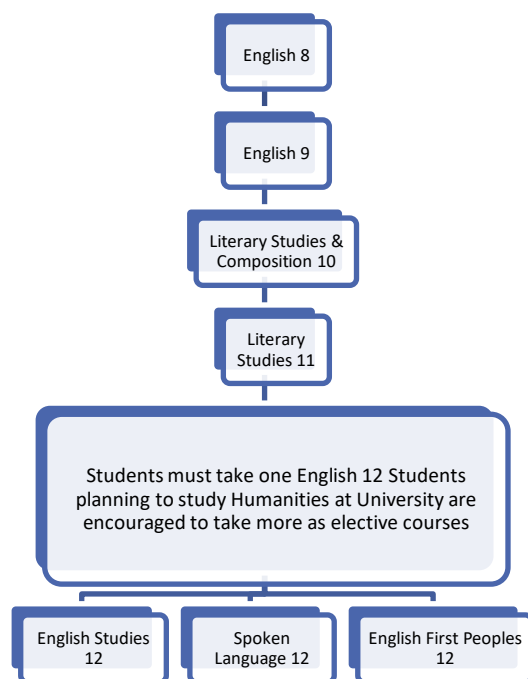 English 8
English 9
Literary Studies &
Composition 10
Literary
Studies 11
Students must take one English 12 Students
planning to study Humanities at University are
encouraged to take more as elective courses
English Studies
12
Spoken
Language 12
English First Peoples
12